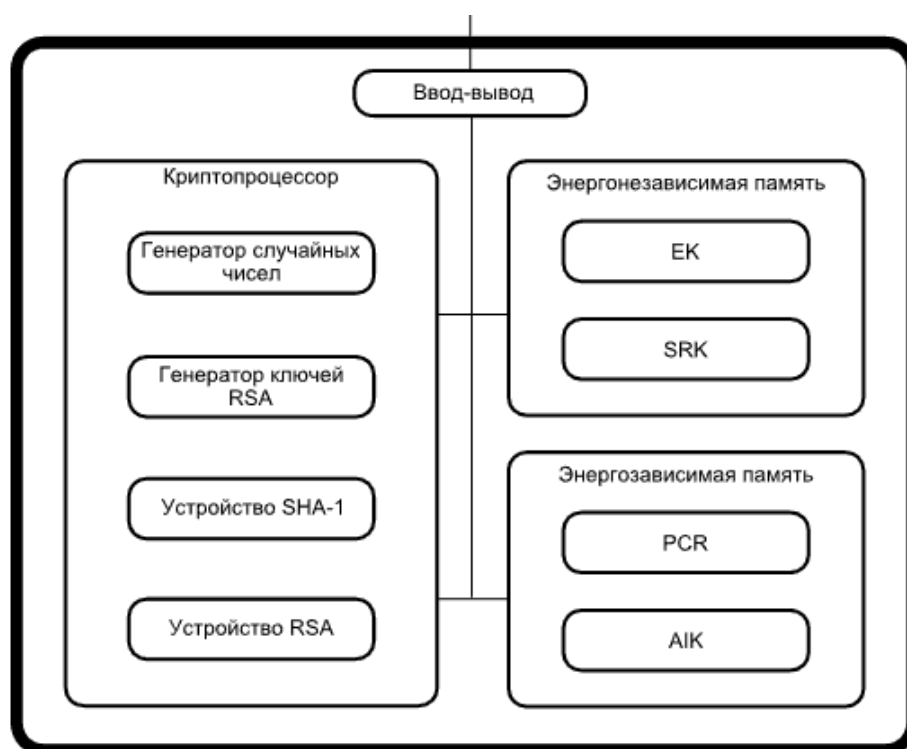 Ввод-вывод
Криптопроцессор
Генератор случайных
чисел
Генератор ключей
RSA
Устройство SHA-1
Устройство RSA
Энергонезависимая память
EK
SRK
Энергозависимая память
PCR
AIK